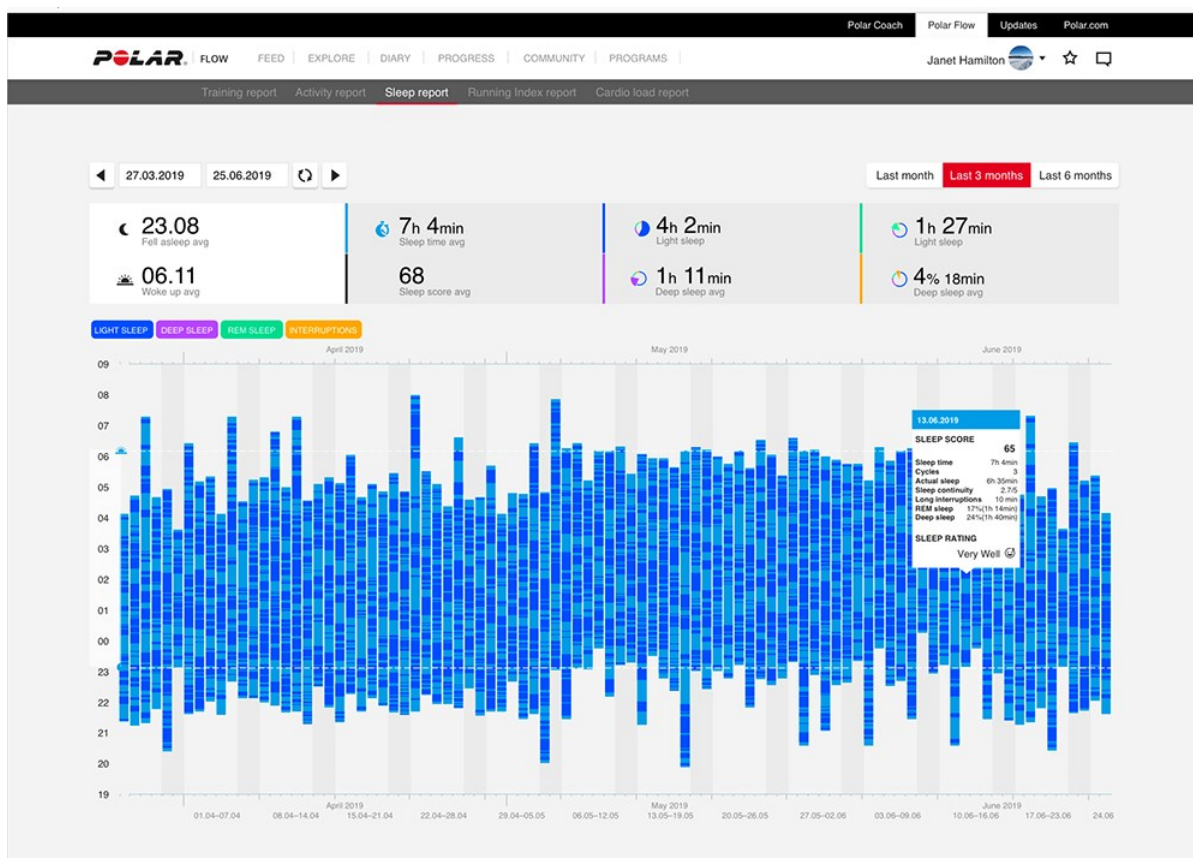 Polar Coach Polar Flow Updates Polar.com
POLAR. FLOW FEED EXPLORE DIARY PROGRESS COMMUNITY PROGRAMS Janet Hamilton
Training report Activity report Sleep report Running Index report Cardio load report
27.03.2019 25.06.2019 Last month Last 3 months Last 6 months
23.08 7h 4min 4h 2min 1h 27min
Fell asleep avg Sleep time avg Light sleep Light sleep
06.11 68 1h 11min 4% 18min
Woke up avg Sleep score avg Deep sleep avg Deep sleep avg
LIGHT SLEEP DEEP SLEEP REM SLEEP INTERRUPTIONS
April 2019 May 2019 June 2019
09
08
07
06
05
04
03
02
01
00
23
22
21
20
19
13.06.2019
SLEEP SCORE
65
Sleep time 7h 4min
Cycles 3
Actual sleep 6h 35min
Sleep continuity 2.7/5
Long interruptions 10 min
REM sleep 17%(1h 14min)
Deep sleep 24%(1h 40min)
SLEEP RATING
Very Well
April 2019 May 2019 June 2019
01.04–07.04 08.04–14.04 15.04–21.04 22.04–28.04 29.04–05.05 06.05–12.05 13.05–19.05 20.05–26.05 27.05–02.06 03.06–09.06 10.06–16.06 17.06–23.06 24.06